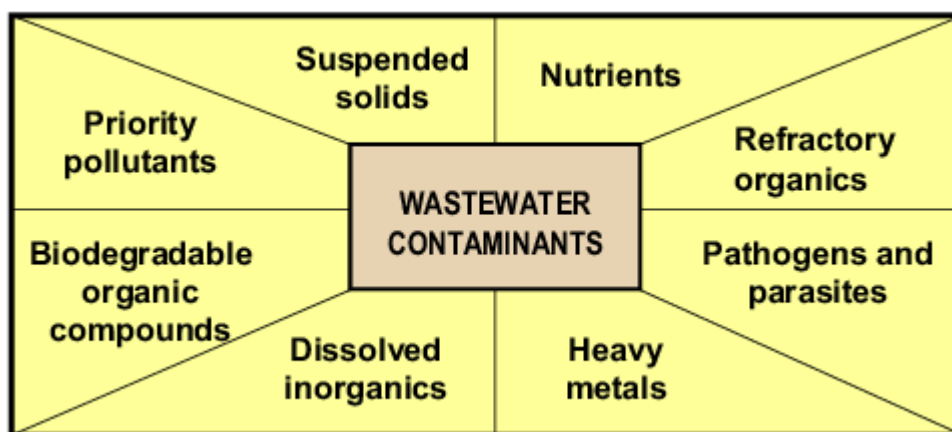 Suspended
solids
Nutrients
Priority
pollutants
Refractory
organics
WASTEWATER
CONTAMINANTS
Biodegradable
organic
compounds
Pathogens and
parasites
Dissolved
inorganics
Heavy
metals